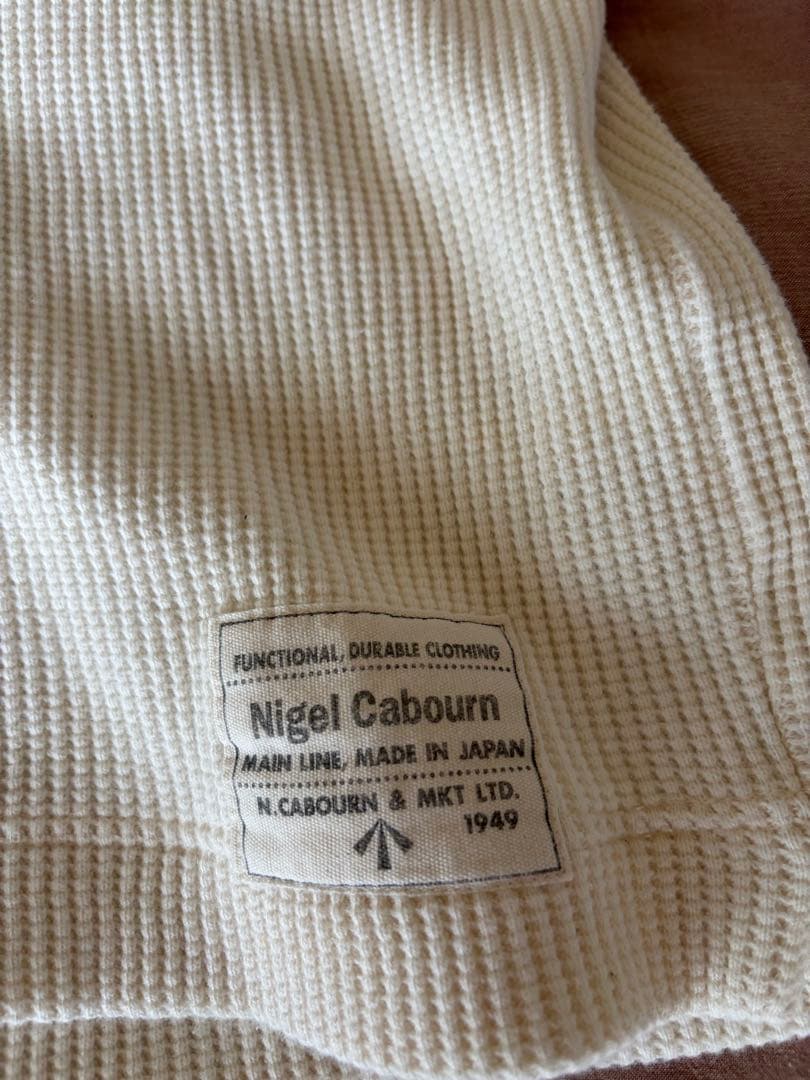 FUNCTIONAL, DURABLE CLOTHING
Nigel Cabourn
MAIN LINE, MADE IN JAPAN
N.CABOURN & MKT LTD.
1949